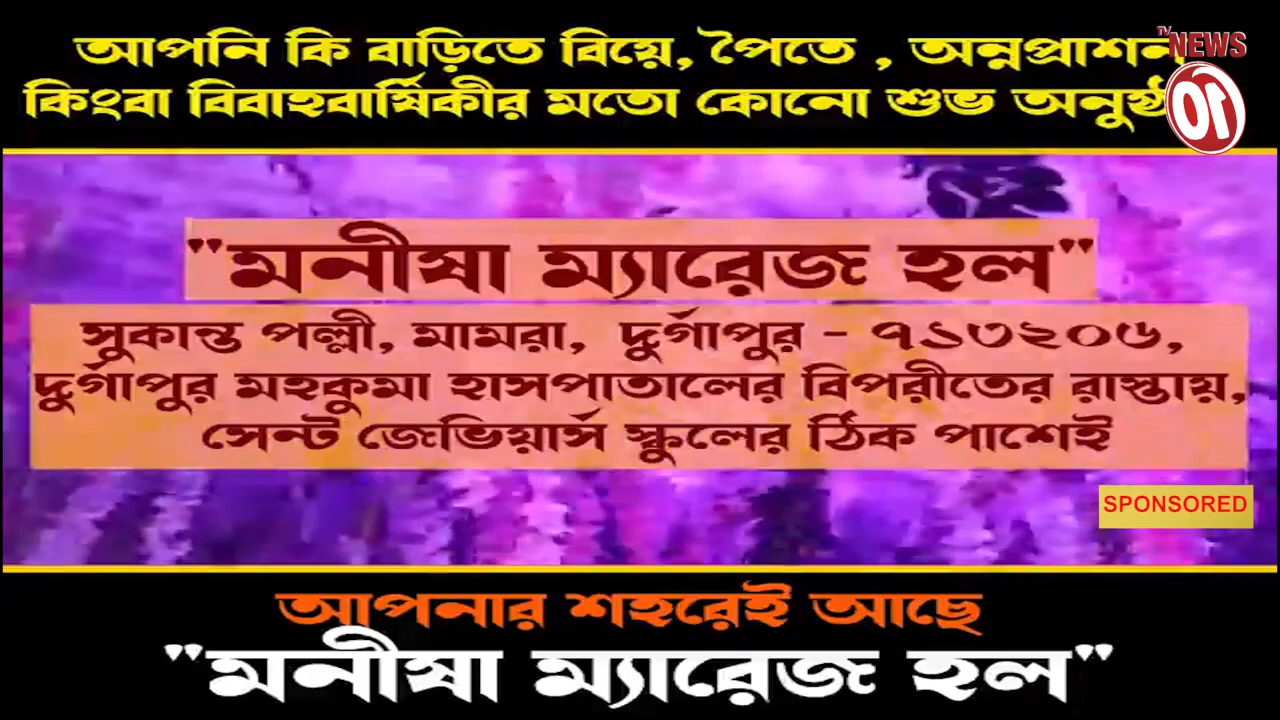 আপনি কি বাড়িতে বিয়ে, পৈতে , অন্নপ্রাশন
কিংবা বিবাহবার্ষিকীর মতো কোনো শুভ
TV NEWS
"মনীষা ম্যারেজ হল"
সুকান্ত পল্লী, মামরা, দুর্গাপুর - ৭১৩২০৬,
দুর্গাপুর মহকুমা হাসপাতালের বিপরীতের রাস্তায়,
সেন্ট জেভিয়ার্স স্কুলের ঠিক পাশেই
SPONSORED
আপনার শহরেই আছে
"মনীষা ম্যারেজ হল"